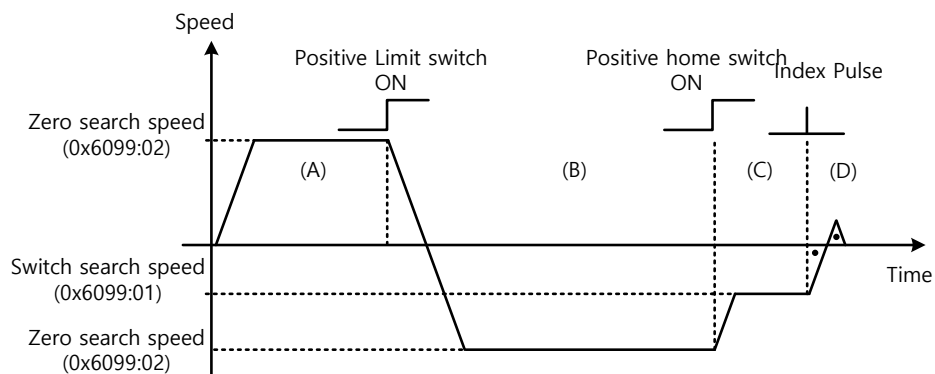 Speed
Positive Limit switch
ON
Positive home switch
ON
Index Pulse
Zero search speed
(0x6099:02)
(A)
(B)
(C)
(D)
Switch search speed
(0x6099:01)
Time
Zero search speed
(0x6099:02)